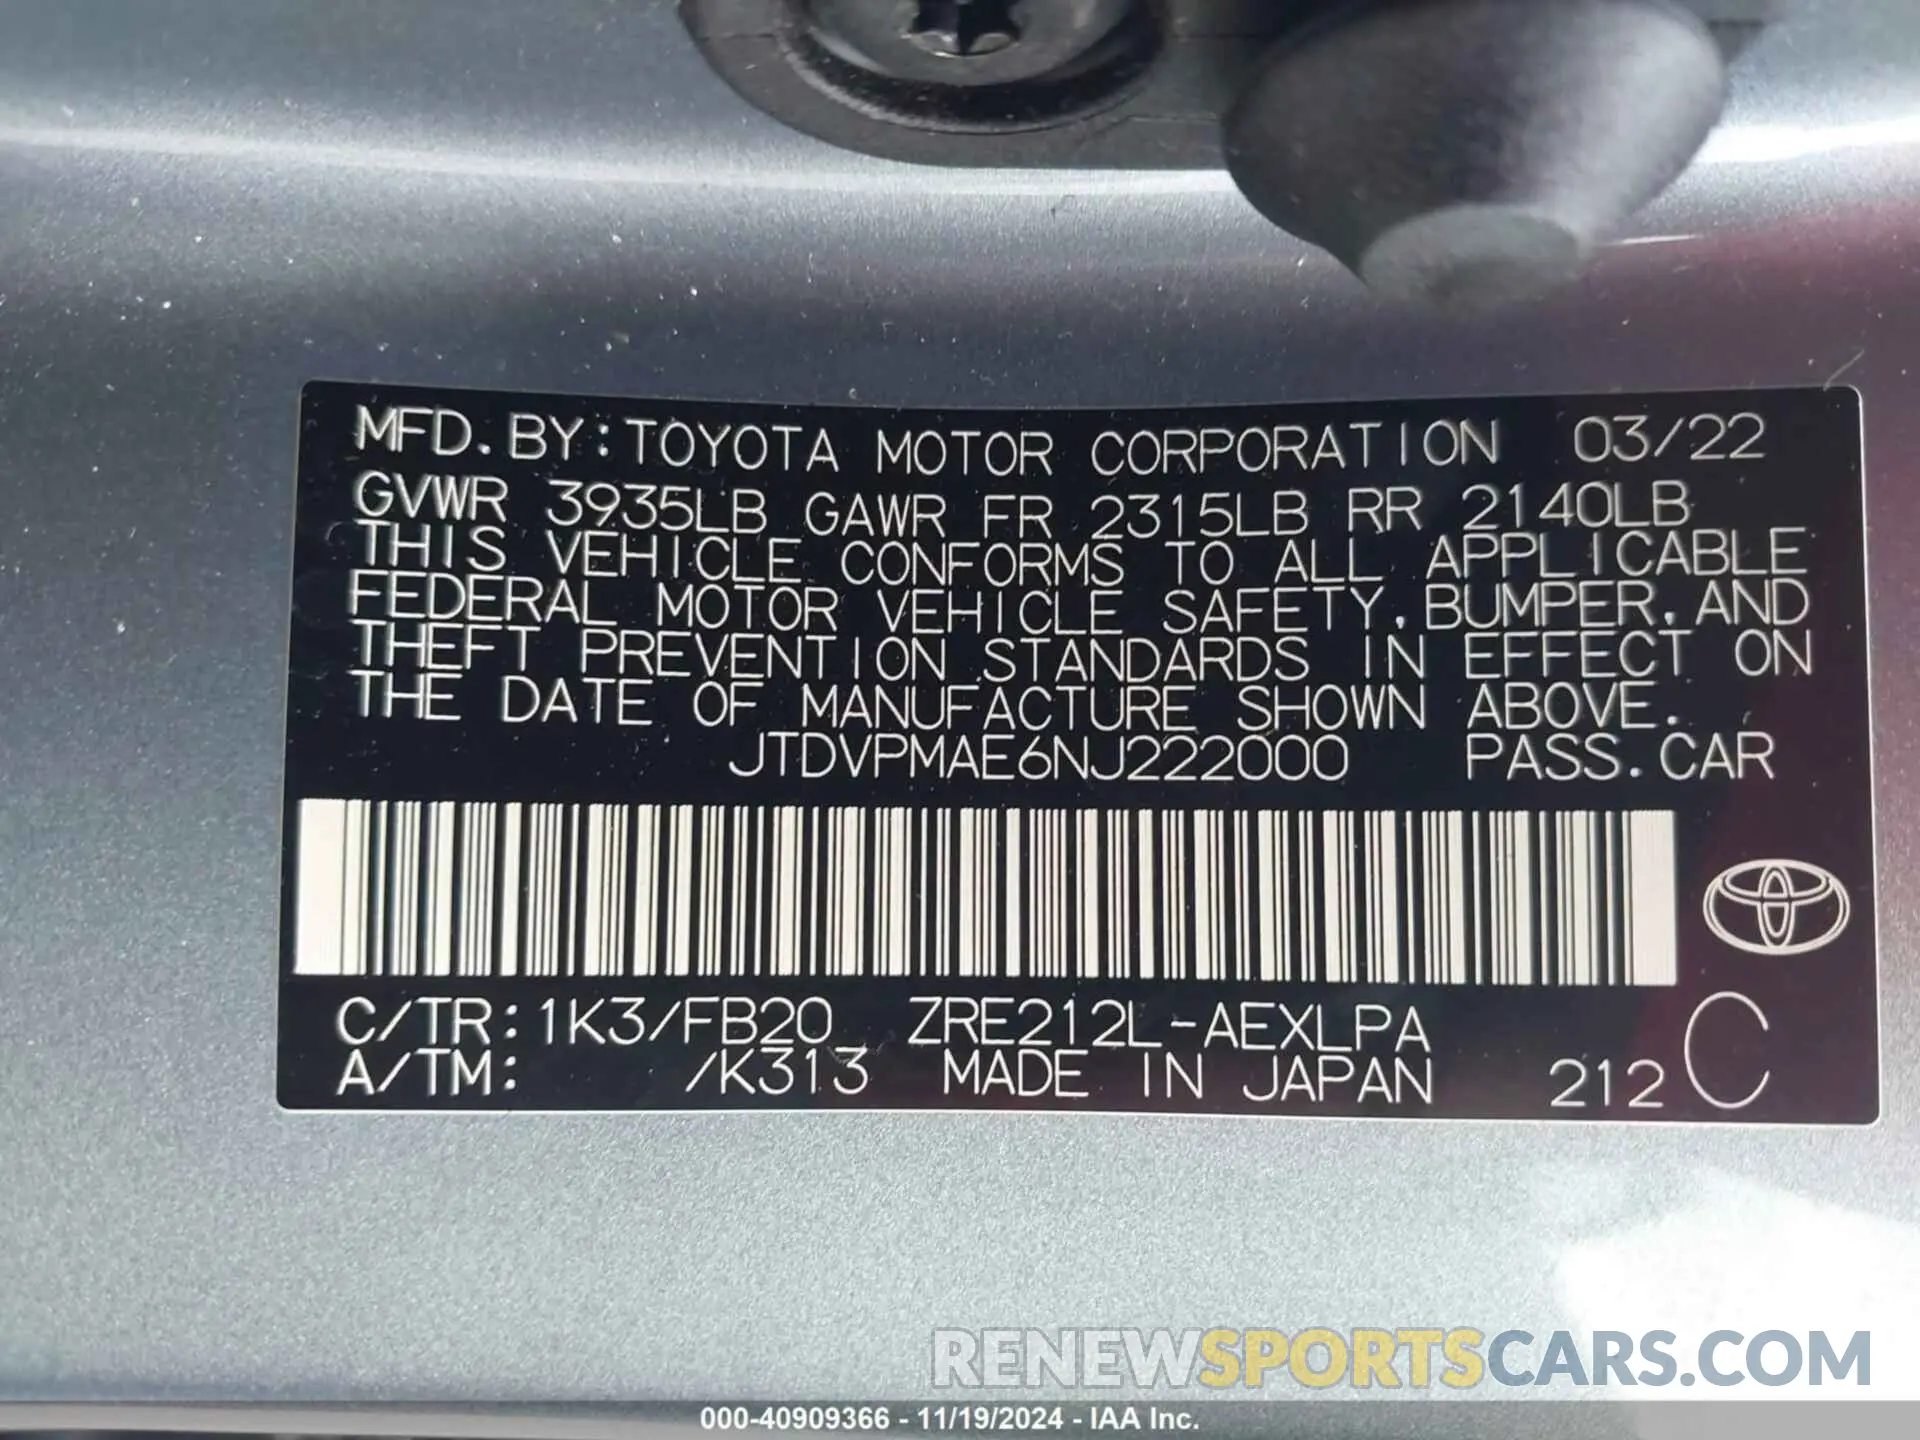 MFD. BY: TOYOTA MOTOR CORPORATION 03/22
GVWR 3935LB GAWR FR 2315LB RR 2140LB
THIS VEHICLE CONFORMS TO ALL APPLICABLE
FEDERAL MOTOR VEHICLE SAFETY, BUMPER, AND
THEFT PREVENTION STANDARDS IN EFFECT ON
THE DATE OF MANUFACTURE SHOWN ABOVE.
JTDVPMAE6NJ222000 PASS. CAR
C/TR: 1K3/FB20 ZRE212L-AEXLPA
A/TM: /K313 MADE IN JAPAN 212 C
RENEWSPORTSCARS.COM
000-40909366 - 11/19/2024 - IAA Inc.